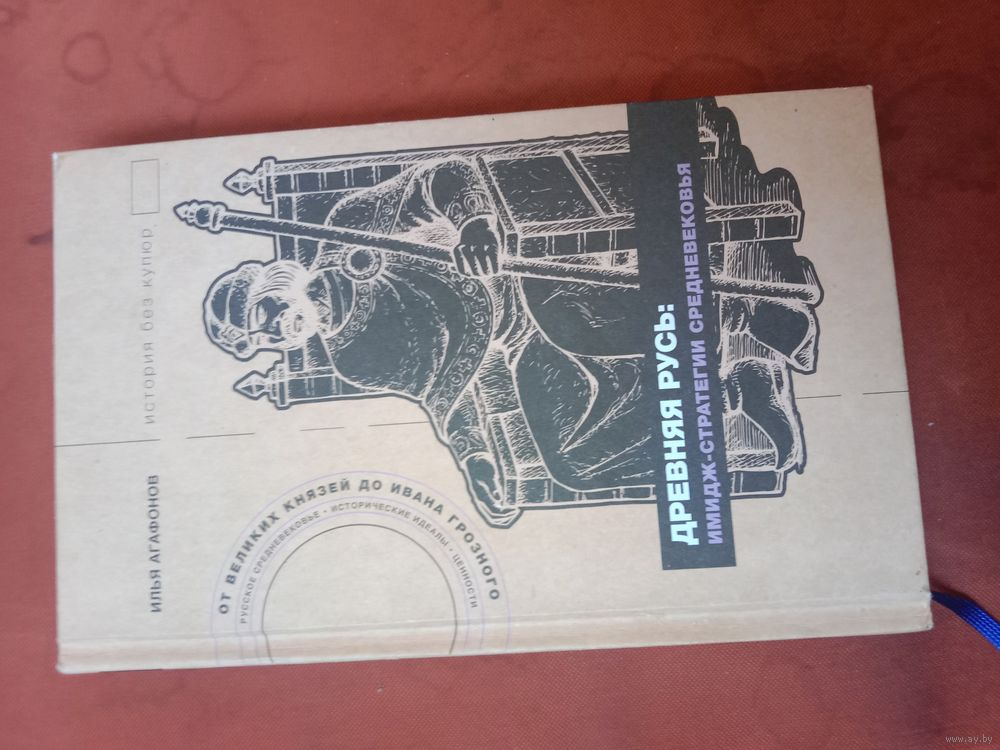 ИЛЬЯ АГАФОНОВ
история без купюр.
ОТ ВЕЛИКИХ КНЯЗЕЙ ДО ИВАНА ГРОЗНОГО
РУССКОЕ СРЕДНЕВЕКОВЬЕ • ИСТОРИЧЕСКИЕ ИДЕАЛЫ • ЦЕННОСТИ
ДРЕВНЯЯ РУСЬ:
ИМИДЖ-СТРАТЕГИИ СРЕДНЕВЕКОВЬЯ
www.ay.by